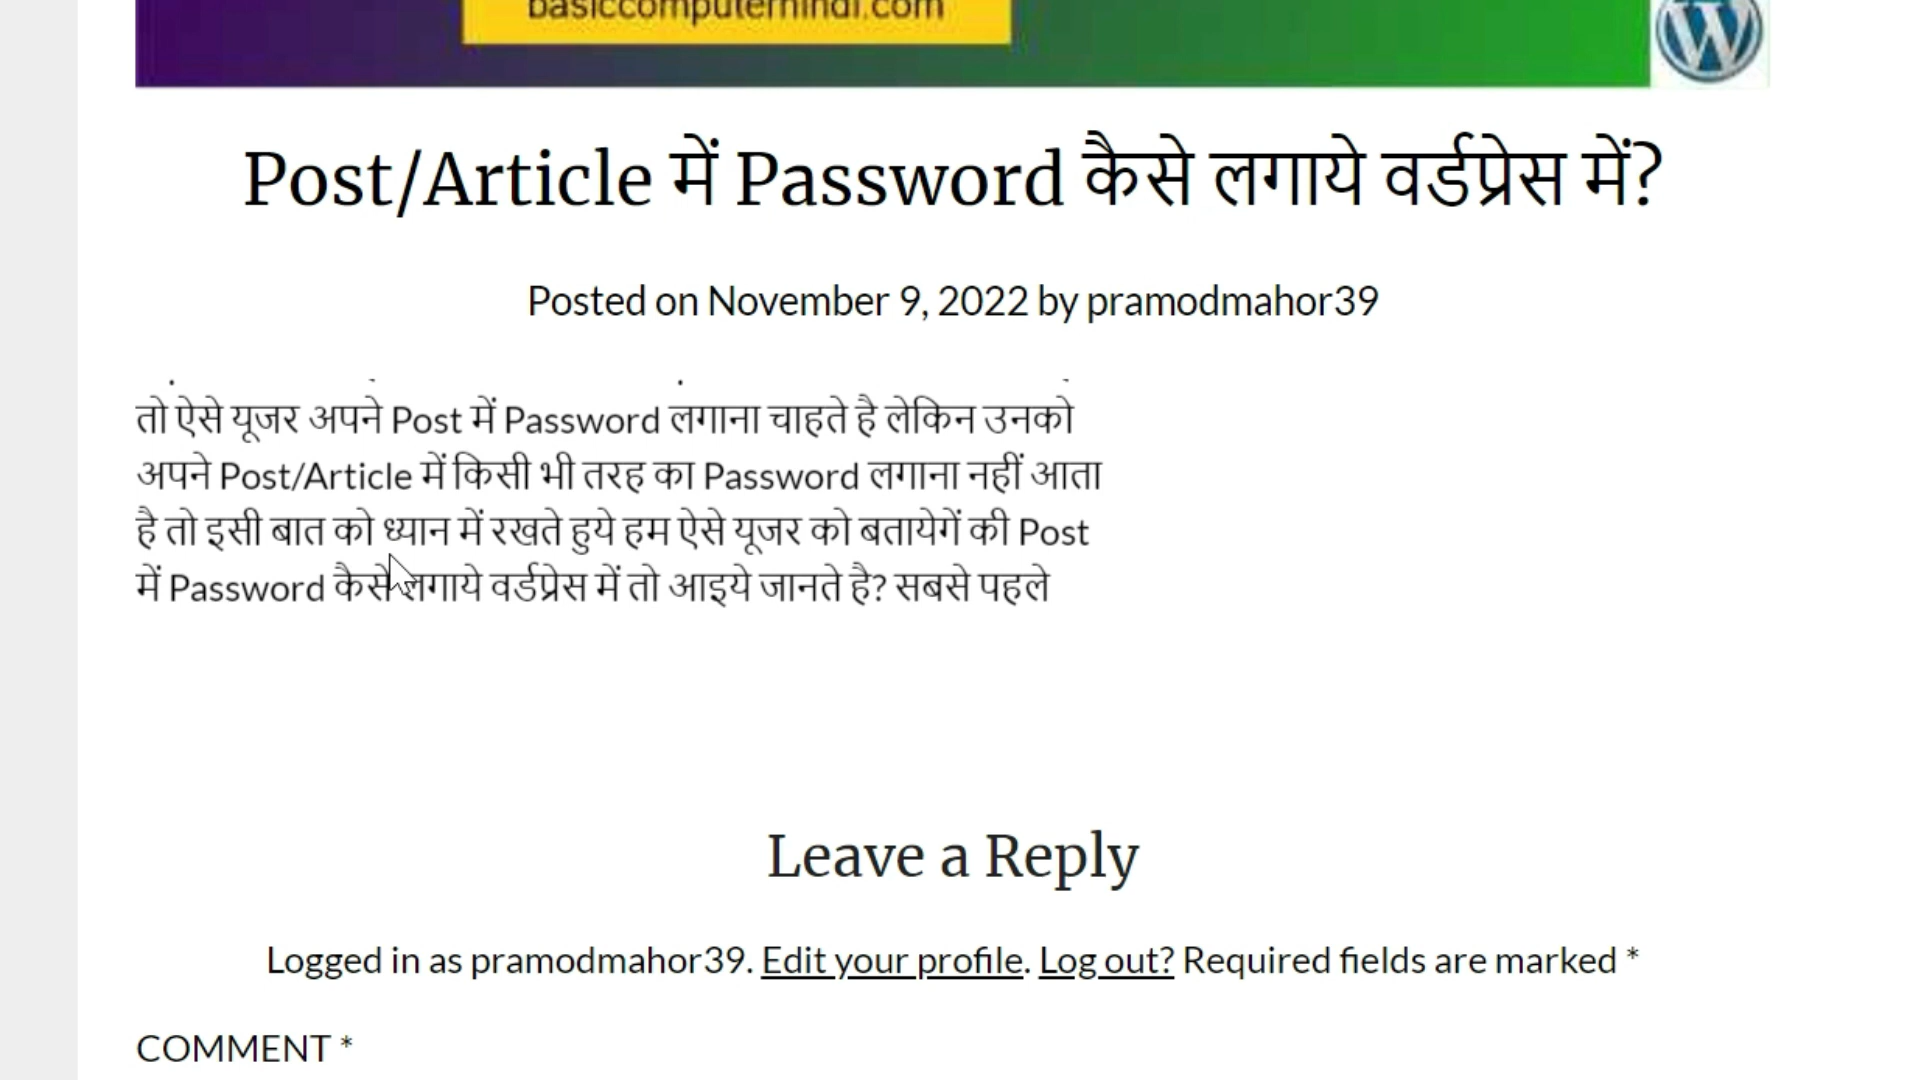 basiccomputerhindi.com
Post/Article में Password कैसे लगाये वर्डप्रेस में?
Posted on November 9, 2022 by pramodmahor39
तो ऐसे यूजर अपने Post में Password लगाना चाहते है लेकिन उनको
अपने Post/Article में किसी भी तरह का Password लगाना नहीं आता
है तो इसी बात को ध्यान में रखते हुये हम ऐसे यूजर को बतायेगें की Post
में Password कैसे लगाये वर्डप्रेस में तो आइये जानते है? सबसे पहले
Leave a Reply
Logged in as pramodmahor39. Edit your profile. Log out? Required fields are marked *
COMMENT *